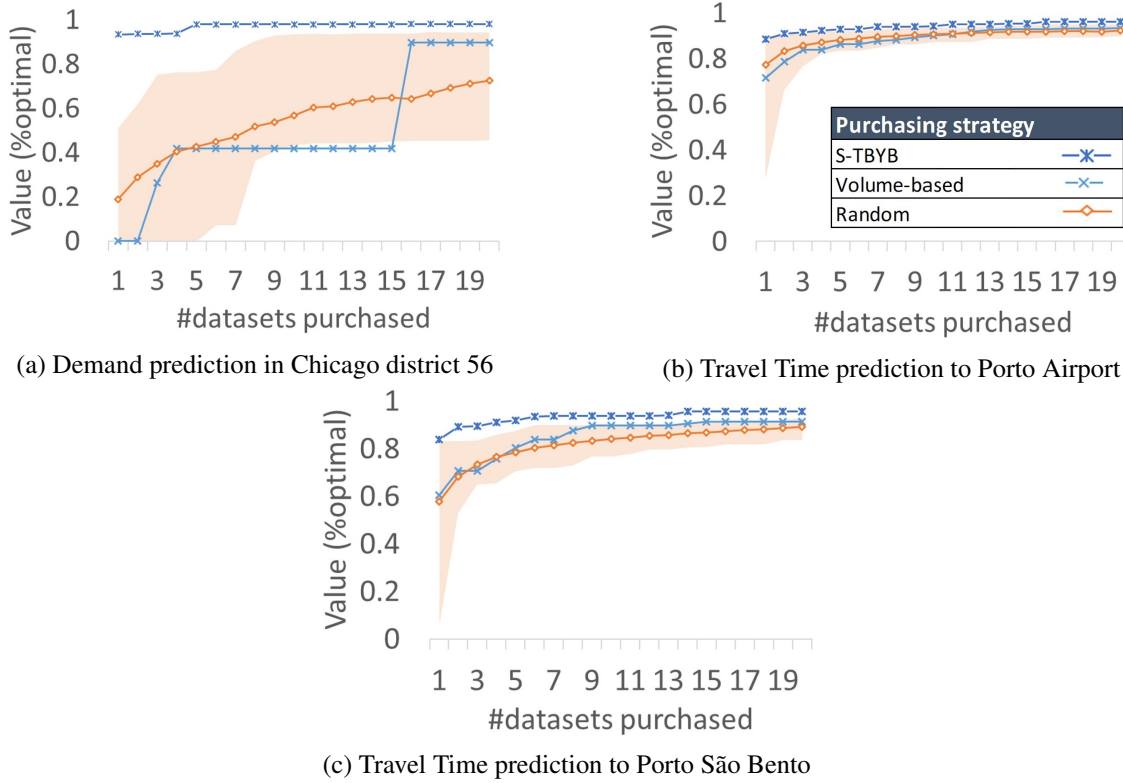 1
0.8
0.6
0.4
0.2
0
Value (%optimal)
1 3 5 7 9 11 13 15 17 19
#datasets purchased
(a) Demand prediction in Chicago district 56
1
0.8
0.6
0.4
0.2
0
Value (%optimal)
Purchasing strategy
S-TBYB
Volume-based
Random
1 3 5 7 9 11 13 15 17 19
#datasets purchased
(b) Travel Time prediction to Porto Airport
1
0.8
0.6
0.4
0.2
0
Value (%optimal)
1 3 5 7 9 11 13 15 17 19
#datasets purchased
(c) Travel Time prediction to Porto São Bento